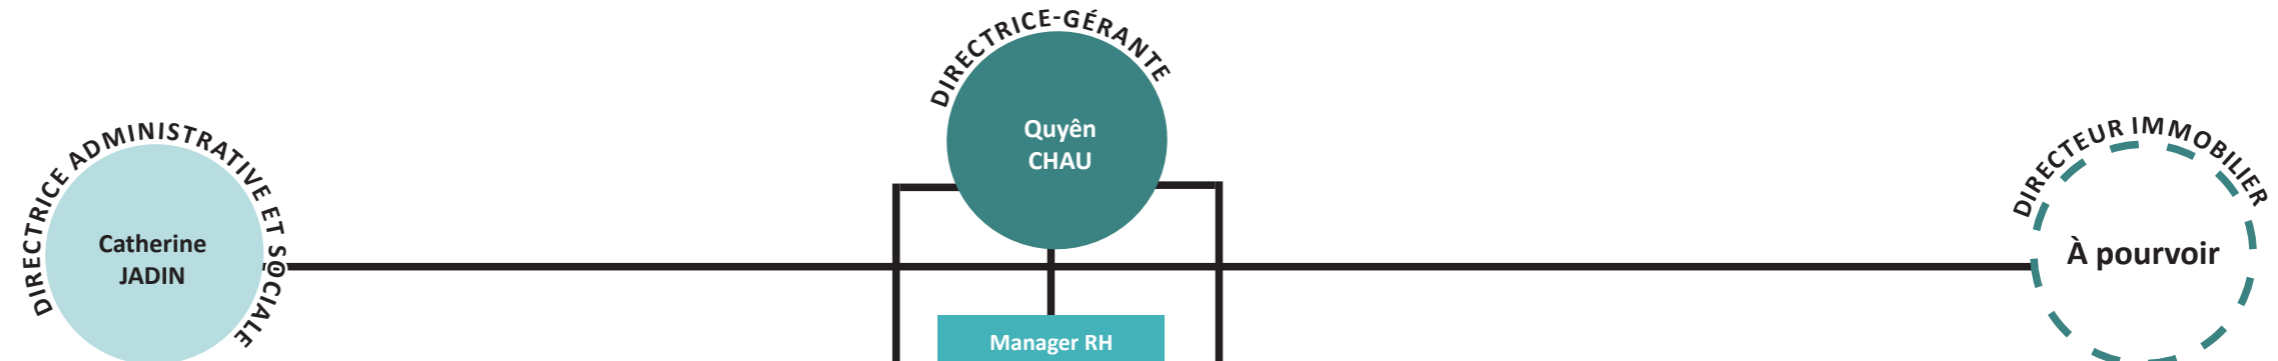 DIRECTRICE-GÉRANTE
Quyên
CHAU
DIRECTRICE ADMINISTRATIVE ET SOCIALE
Catherine
JADIN
DIRECTEUR IMMOBILIER
À pourvoir
Manager RH